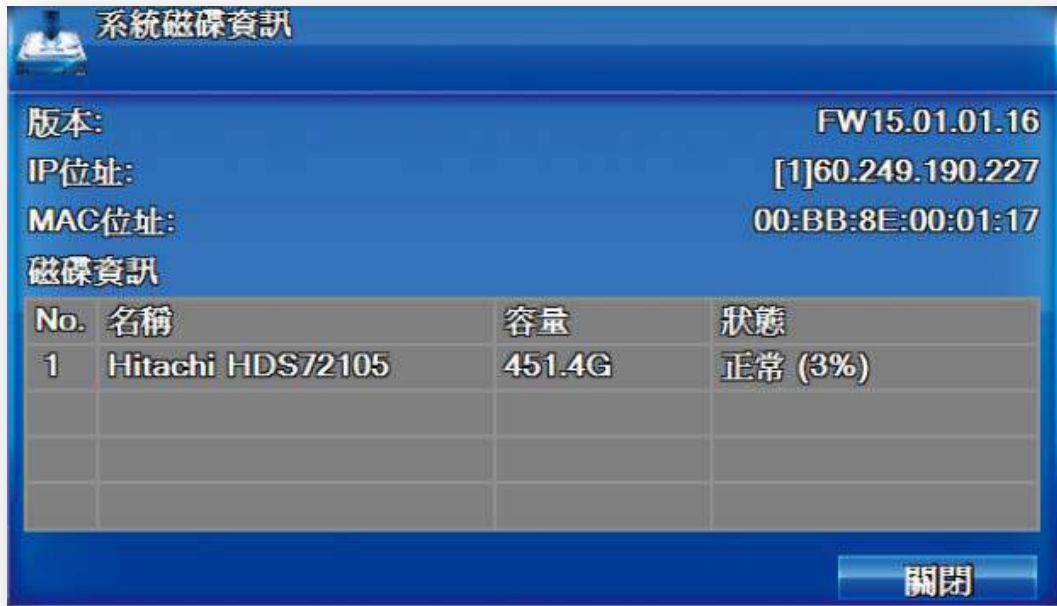 系統磁碟資訊
版本: FW15.01.01.16
IP位址: [1]60.249.190.227
MAC位址: 00:BB:8E:00:01:17
磁碟資訊
No. 名稱 容量 狀態
1 Hitachi HDS72105 451.4G 正常 (3%)
關閉